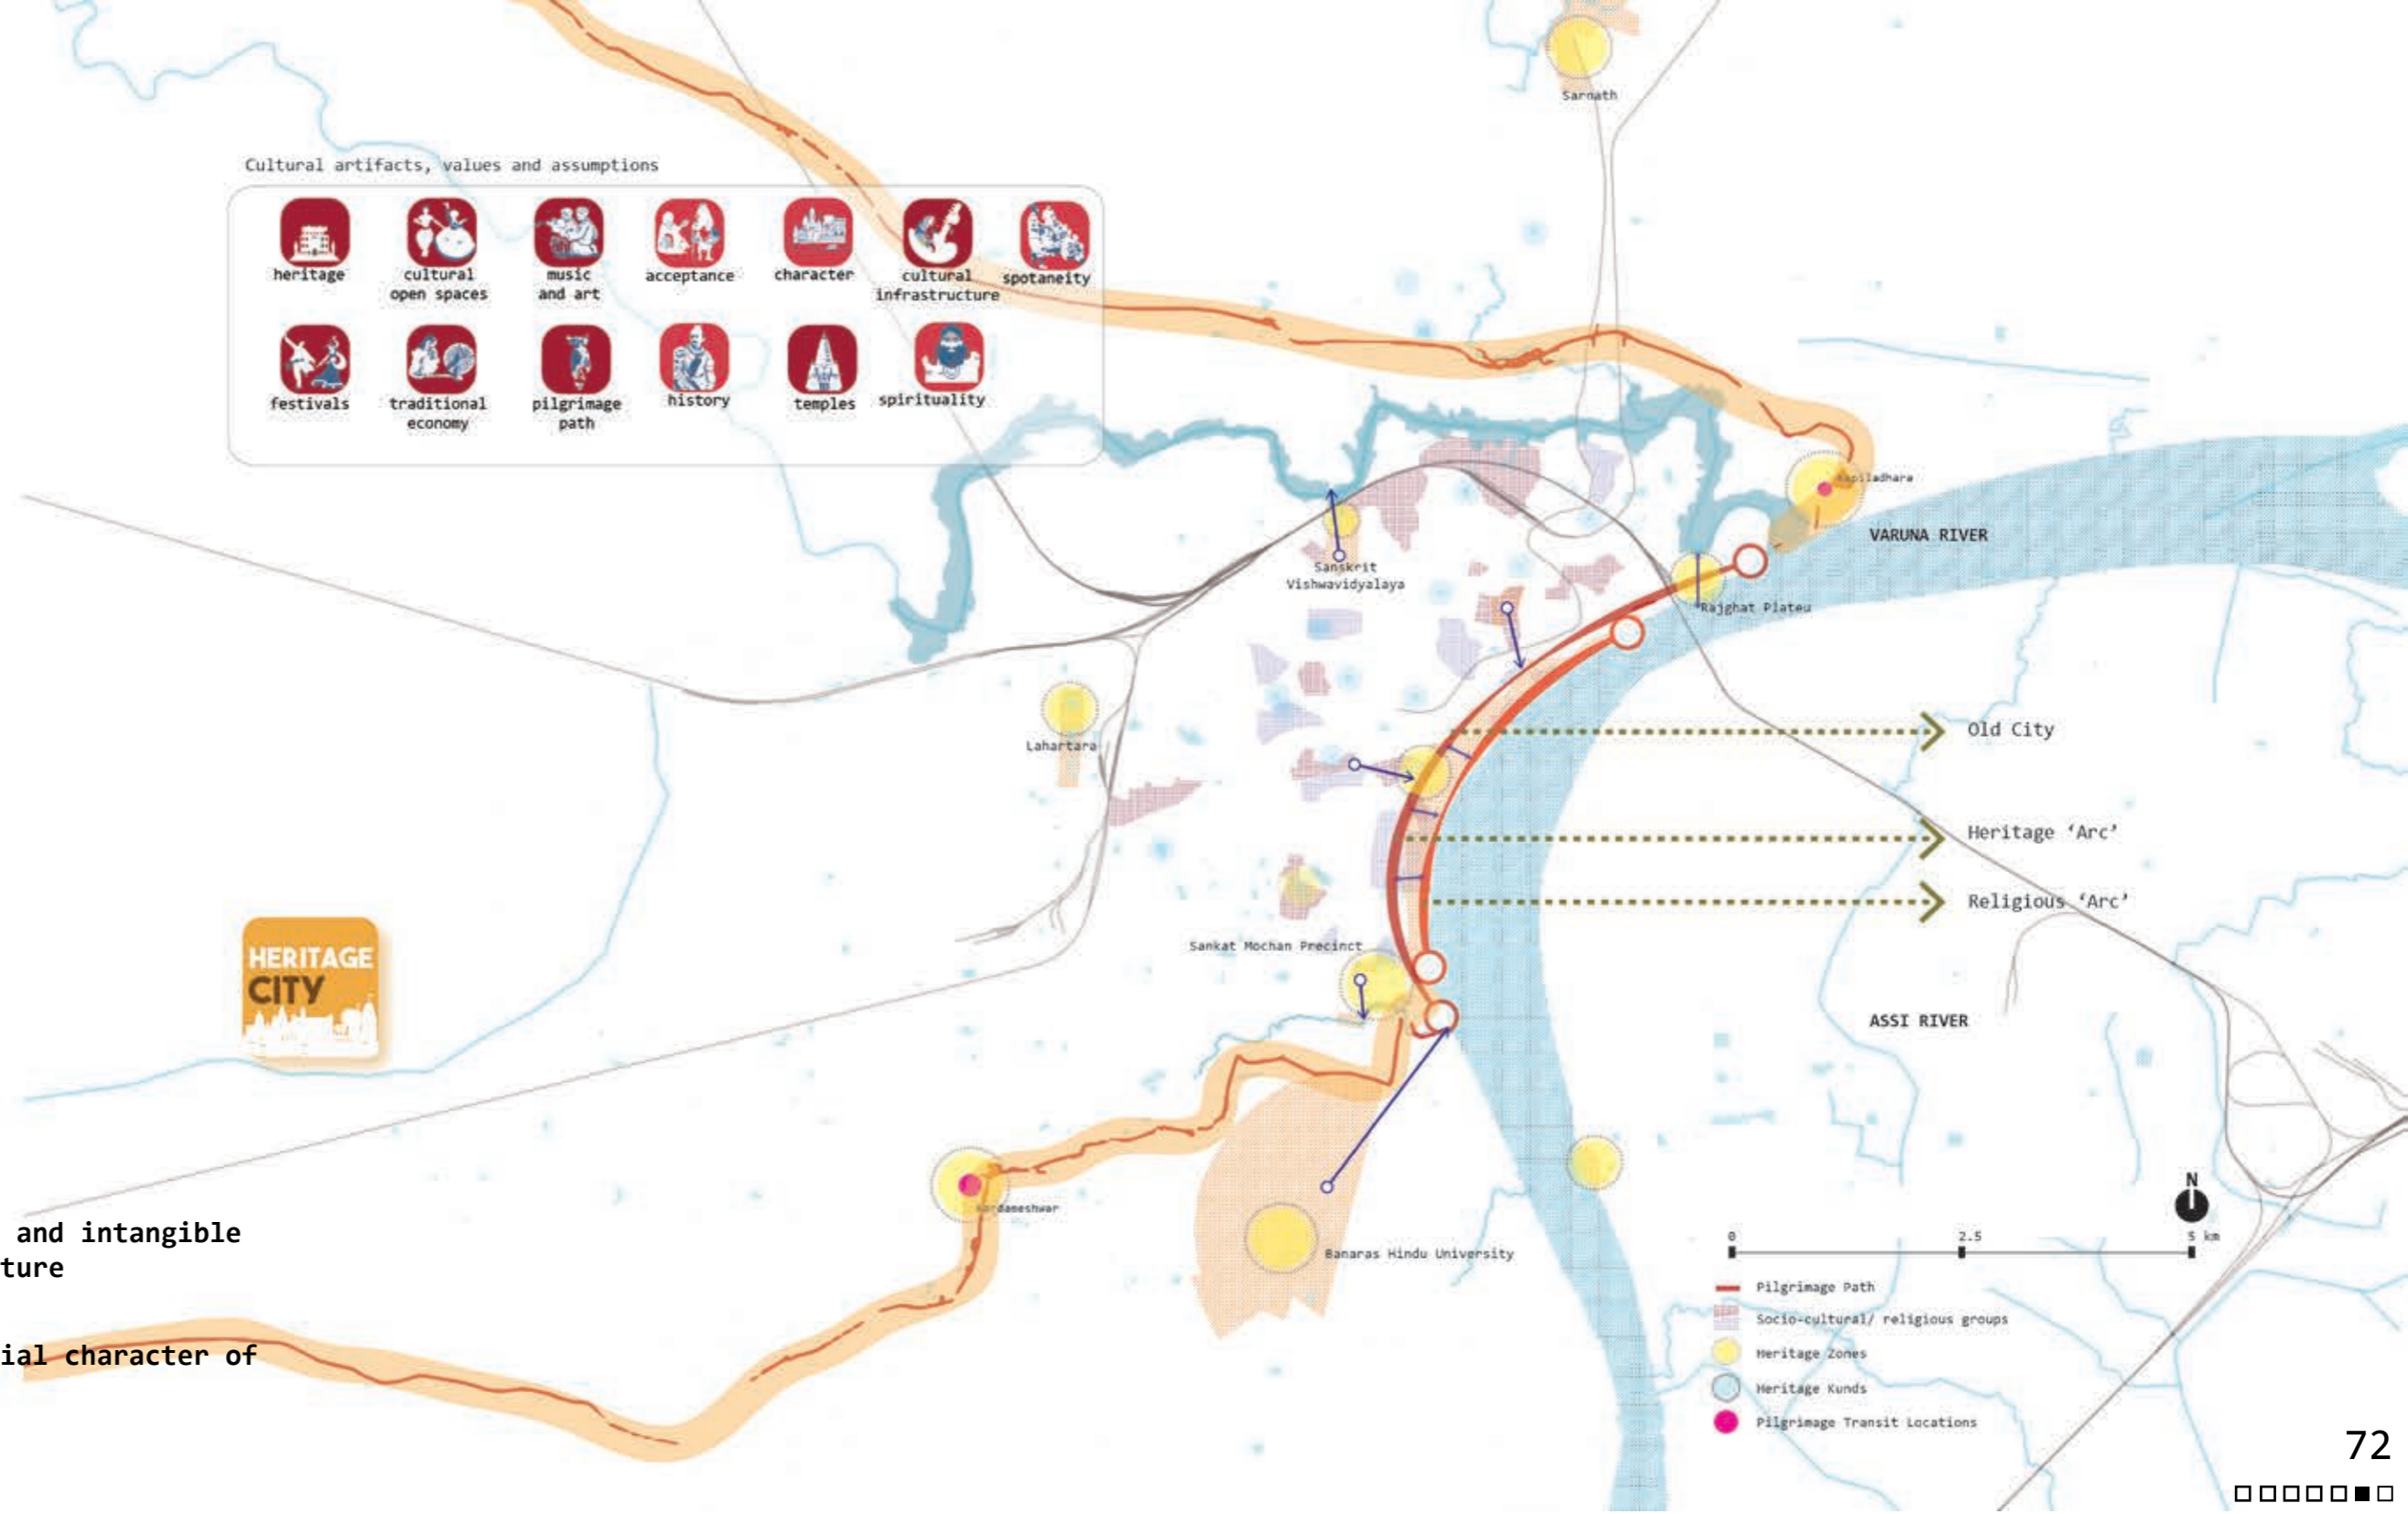 Sarnath
Cultural artifacts, values and assumptions
heritage
cultural
open spaces
music
and art
acceptance
character
cultural
infrastructure
spotaneity
festivals
traditional
economy
pilgrimage
path
history
temples
spirituality
Kapiladhara
VARUNA RIVER
Sanskrit
Vishwavidyalaya
Rajghat Plateu
Old City
Lahartara
Heritage ‘Arc’
Religious ‘Arc’
HERITAGE
CITY
Sankat Mochan Precinct
ASSI RIVER
Kardameshwar
Banaras Hindu University
N
0 2.5 5 km
and intangible
ture
ial character of
Pilgrimage Path
Socio-cultural/ religious groups
Heritage Zones
Heritage Kunds
Pilgrimage Transit Locations
72